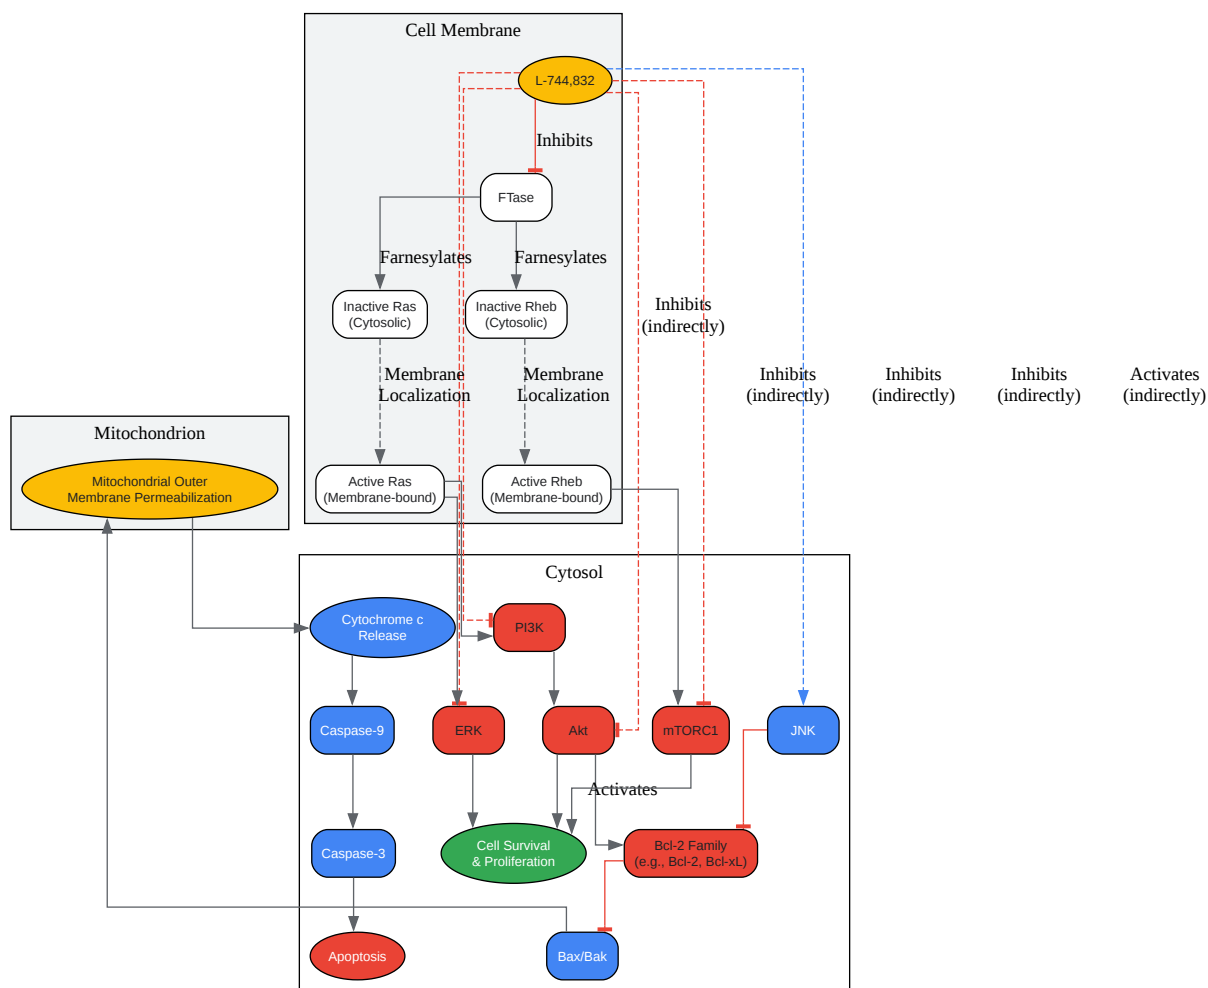 Cell Membrane
L-744,832
Inhibits
FTase
Farnesylates
Farnesylates
Inactive Ras
(Cytosolic)
Inactive Rheb
(Cytosolic)
Inhibits
(indirectly)
Membrane
Localization
Membrane
Localization
Inhibits
(indirectly)
Inhibits
(indirectly)
Inhibits
(indirectly)
Activates
(indirectly)
Mitochondrion
Mitochondrial Outer
Membrane Permeabilization
Active Ras
(Membrane-bound)
Active Rheb
(Membrane-bound)
Cytosol
Cytochrome c
Release
PI3K
Caspase-9
ERK
Akt
mTORC1
JNK
Activates
Caspase-3
Cell Survival
& Proliferation
Bcl-2 Family
(e.g., Bcl-2, Bcl-xL)
Apoptosis
Bax/Bak